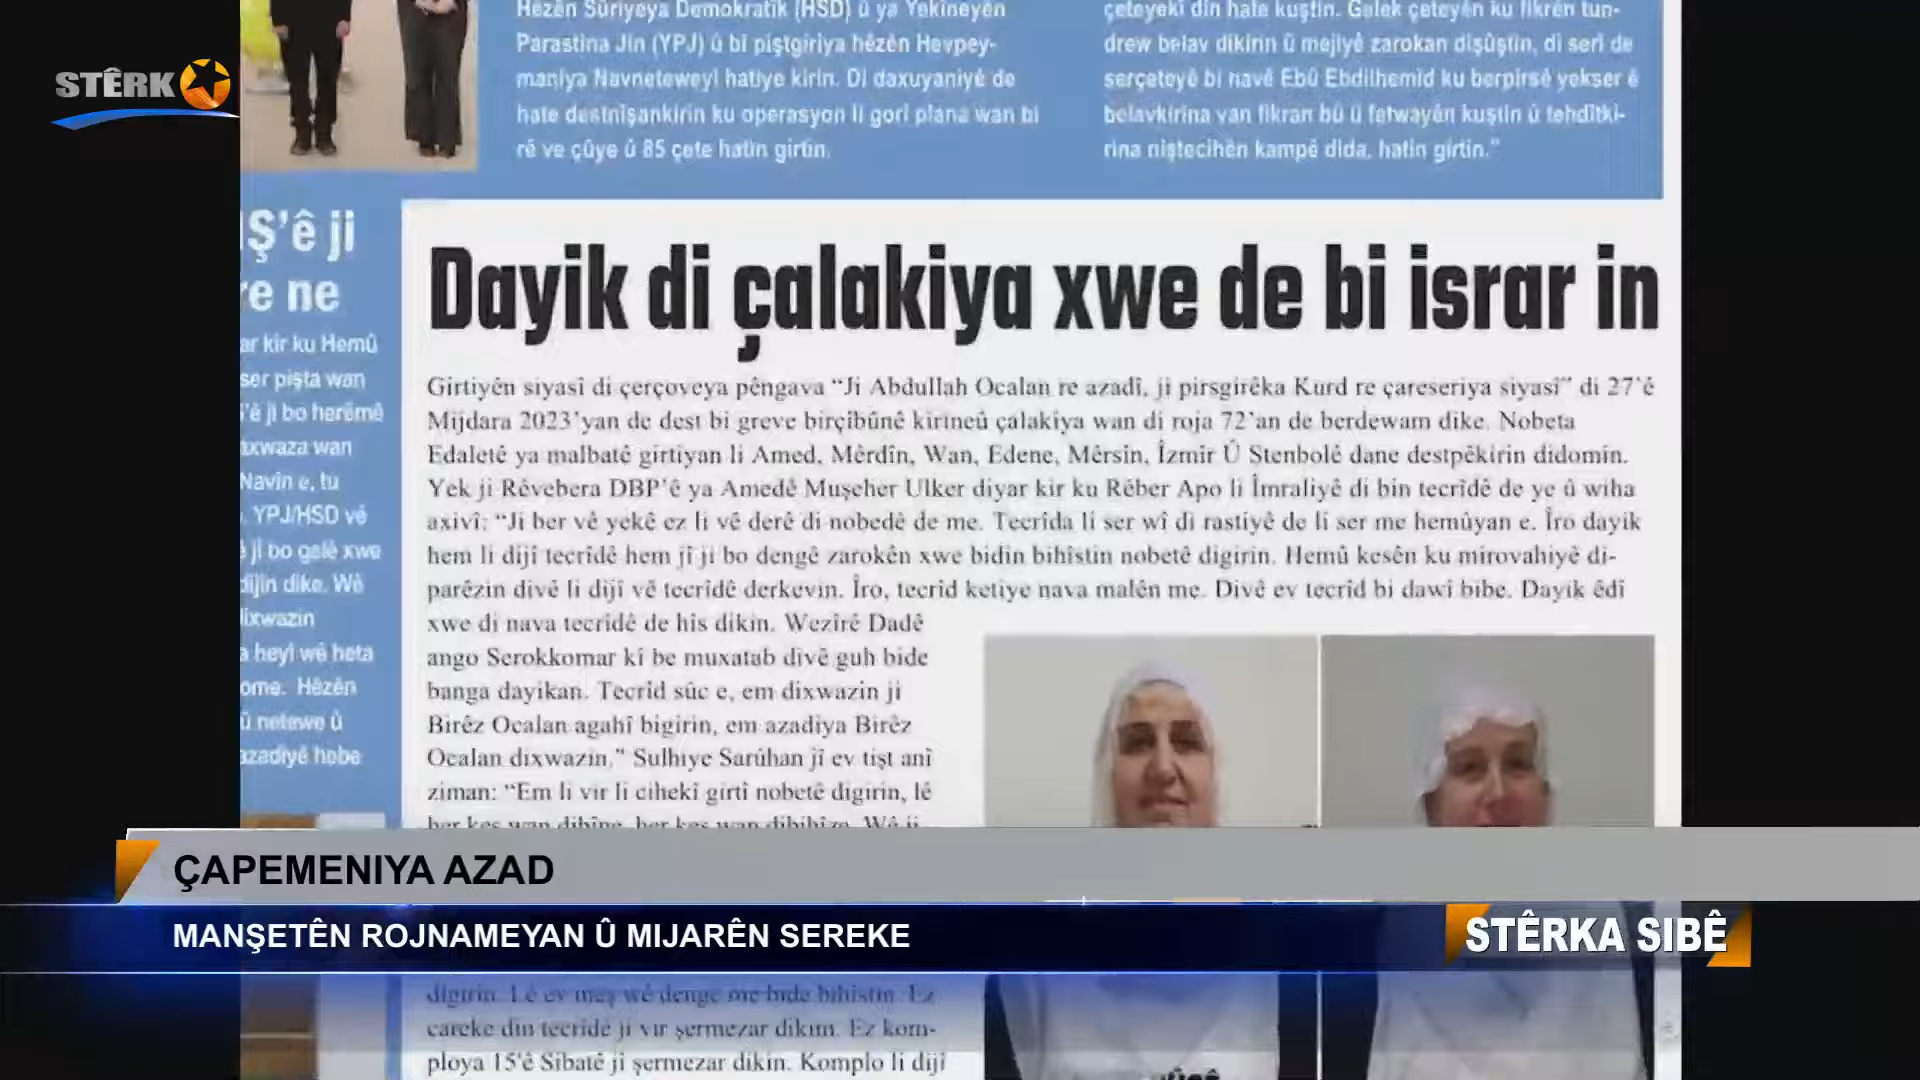 STÊRK
Hêzên Sûriyeya Demokratîk (HSD) û ya Yekîneyên
Parastina Jin (YPJ) û bi piştgiriya hêzên Hevpey-
maniya Navneteweyî hatiye kirin. Di daxuyaniyê de
hate destnîşankirin ku operasyon li gorî plana wan bi
rê ve çûye û 85 çete hatin girtin.
çeteyekî din hate kuştin. Gelek çeteyên ku fikrên tun-
drew belav dikirin û mejiyê zarokan dişûştin, di serî de
serçeteyê bi navê Ebû Ebdilhemîd ku berpirsê yekser ê
belavkirina van fikran bû û fetwayên kuştin û tehdîtki-
rina niştecihên kampê dida, hatin girtin."
Ş'ê ji
re ne
ar kir ku Hemû
ser pişta wan
'ê ji bo herêmê
ixwaza wan
Navîn e, tu
. YPJ/HSD vê
ê jî bo gelê xwe
dijîn dike. Wê
dixwazin
a heyî wê heta
ome. Hêzên
û netewe û
azadiyê hebe
Dayik di çalakiya xwe de bi israr in
Girtiyên siyasî di çerçoveya pêngava “Ji Abdullah Ocalan re azadî, ji pirsgirêka Kurd re çareseriya siyasî” di 27’ê
Mijdara 2023’yan de dest bi greve birçîbûnê kirineû çalakiya wan di roja 72’an de berdewam dike. Nobeta
Edaletê ya malbatê girtiyan li Amed, Mêrdîn, Wan, Edene, Mêrsîn, Îzmîr Û Stenbolê dane destpêkirin didomin.
Yek ji Rêvebera DBP’ê ya Amedê Muşeher Ulker diyar kir ku Rêber Apo li Îmraliyê di bin tecrîdê de ye û wiha
axivî: “Ji ber vê yekê ez li vê derê di nobedê de me. Tecrîda li ser wî di rastiyê de li ser me hemûyan e. Îro dayik
hem li dijî tecrîdê hem jî ji bo dengê zarokên xwe bidin bihîstin nobetê digirin. Hemû kesên ku mirovahiyê di-
parêzin divê li dijî vê tecrîdê derkevin. Îro, tecrîd ketiye nava malên me. Divê ev tecrîd bi dawî bibe. Dayik êdî
xwe di nava tecrîdê de his dikin. Wezîrê Dadê
ango Serokkomar kî be muxatab divê guh bide
banga dayikan. Tecrîd sûc e, em dixwazin ji
Birêz Ocalan agahî bigirin, em azadiya Birêz
Ocalan dixwazin.” Sulhiye Sarûhan jî ev tişt anî
ziman: “Em li vir li cihekî girtî nobetê digirin, lê
her kes wan dibîne, her kes wan dibihîze. Wê ji
ÇAPEMENIYA AZAD
MANŞETÊN ROJNAMEYAN Û MIJARÊN SEREKE
STÊRKA SIBÊ
digirin. Lê ev meş wê denge me bide bihîstin. Ez
careke din tecrîdê ji vir şermezar dikim. Ez kom-
ploya 15'ê Sibatê jî şermezar dikin. Komplo li dijî